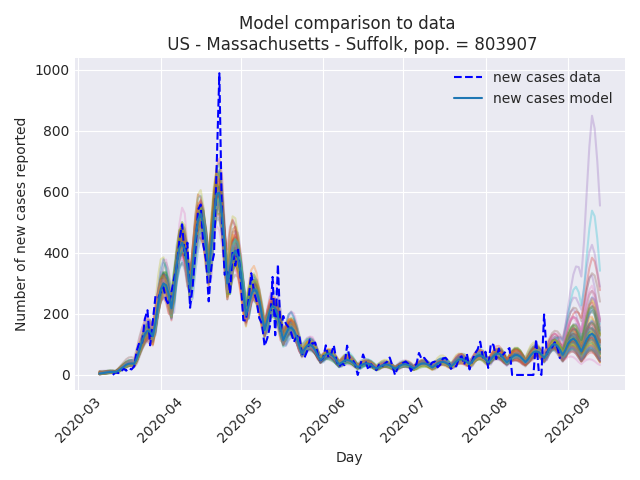 Model comparison to data
US - Massachusetts - Suffolk, pop. = 803907
new cases data
new cases model
Number of new cases reported
1000
800
600
400
200
0
2020-03
2020-04
2020-05
2020-06
2020-07
2020-08
2020-09
Day